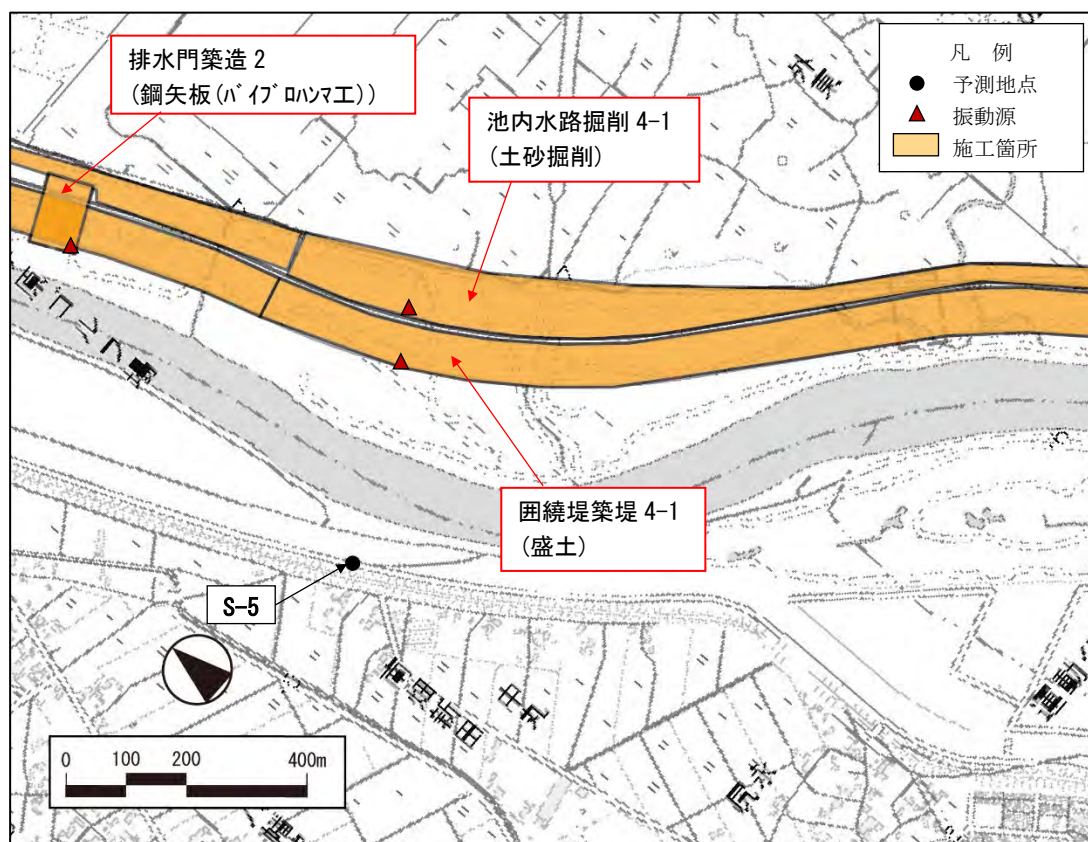 排水門築造 2
(鋼矢板(ﾊﾞｲﾌﾞﾛﾊﾝﾏ工))
池内水路掘削 4-1
(土砂掘削)
凡 例
予測地点
振動源
施工箇所
囲繞堤築堤 4-1
(盛土)
S-5
0 100 200 400m